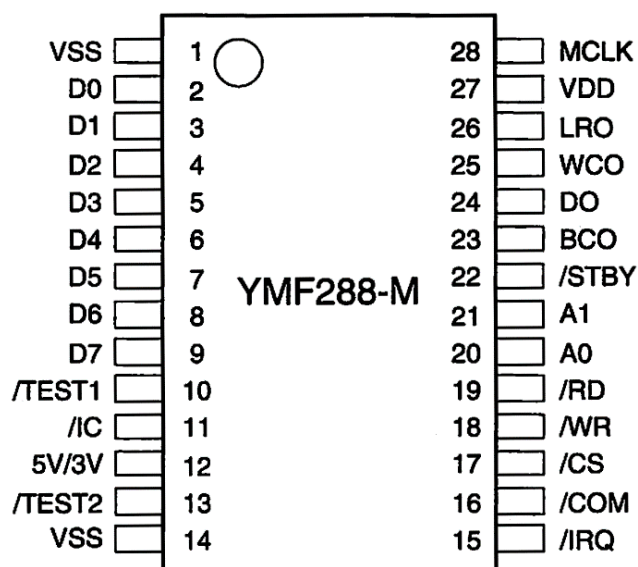 VSS 1 28 MCLK
D0 2 27 VDD
D1 3 26 LRO
D2 4 25 WCO
D3 5 24 DO
D4 6 23 BCO
D5 7 22 /STBY
YMF288-M
D6 8 21 A1
D7 9 20 A0
/TEST1 10 19 /RD
/IC 11 18 /WR
5V/3V 12 17 /CS
/TEST2 13 16 /COM
VSS 14 15 /IRQ